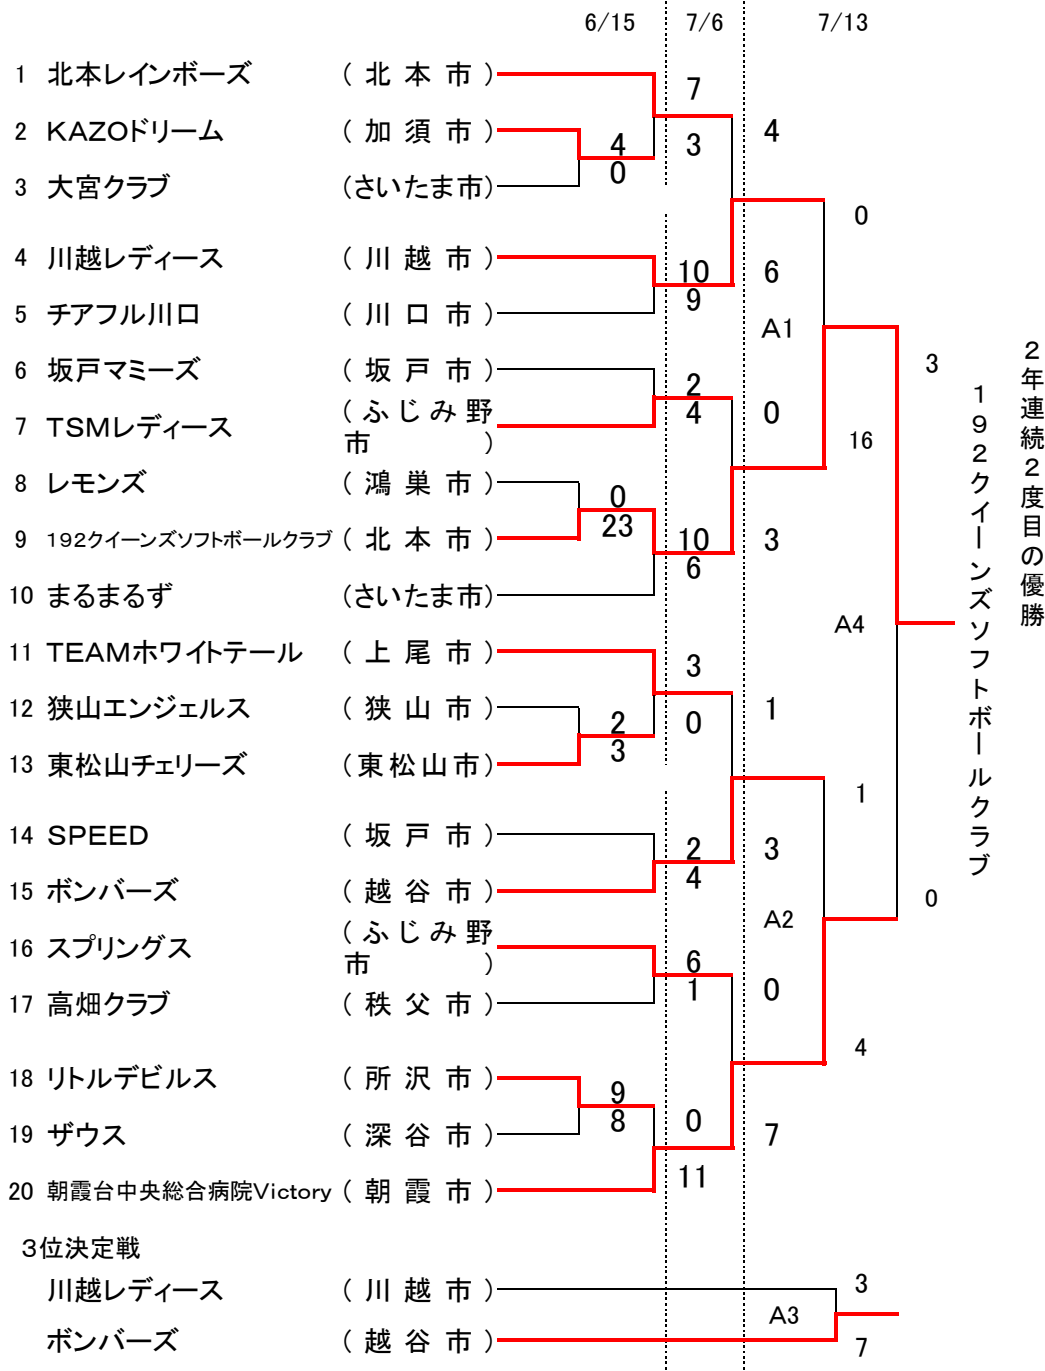 6/15 7/6 7/13
1 北本レインボーズ (北本市)
7
2 KAZOドリーム (加須市)
4 3 4
0
3 大宮クラブ (さいたま市)
0
4 川越レディース (川越市)
10 6
9
5 チアフル川口 (川口市)
A1
6 坂戸マミーズ (坂戸市)
3
2
4 0
7 TSMレディース (ふじみ野市)
16
8 レモンズ (鴻巣市)
0
23
9 192クイーンズソフトボールクラブ (北本市)
10 3
6
10 まるまるず (さいたま市)
A4
11 TEAMホワイトテール (上尾市)
3
12 狭山エンジェルス (狭山市)
2 0 1
3
13 東松山チェリーズ (東松山市)
1
14 SPEED (坂戸市)
2 3
4
15 ボンバーズ (越谷市)
0
A2
16 スプリングス (ふじみ野市)
6
1 0
17 高畑クラブ (秩父市)
4
18 リトルデビルス (所沢市)
9
8 0 7
19 ザウス (深谷市)
11
20 朝霞台中央総合病院Victory (朝霞市)
2年連続2度目の優勝
192クイーンズソフトボールクラブ
3位決定戦
川越レディース (川越市)
3
A3
ボンバーズ (越谷市)
7